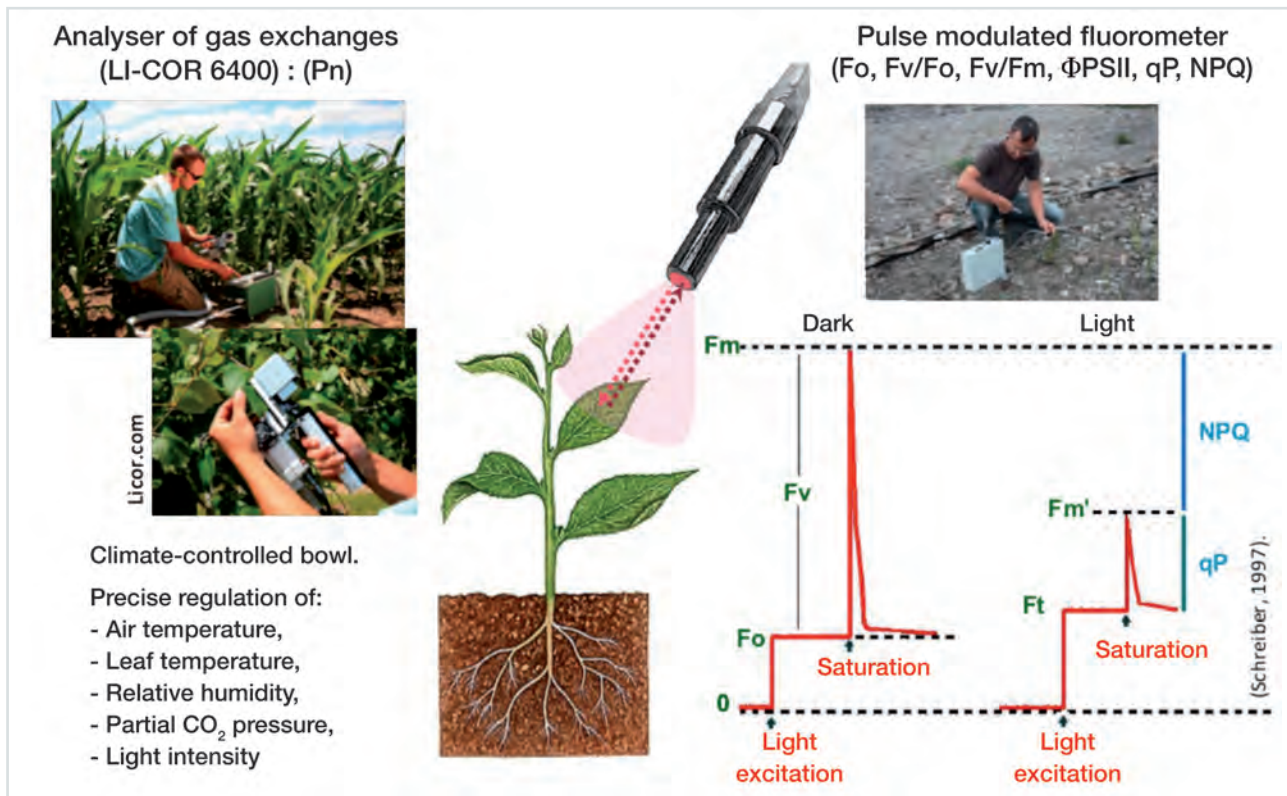 Analyser of gas exchanges
(LI-COR 6400) : (Pn)
Licor.com
Climate-controlled bowl.
Precise regulation of:
- Air temperature,
- Leaf temperature,
- Relative humidity,
- Partial CO₂ pressure,
- Light intensity
Pulse modulated fluorometer
(Fo, Fv/Fo, Fv/Fm, ΦPSII, qP, NPQ)
Dark
Light
Fm
Fv
Fo
Saturation
0
Light
excitation
NPQ
Fm'
qP
Ft
Saturation
Light
excitation
(Schreiber, 1997).